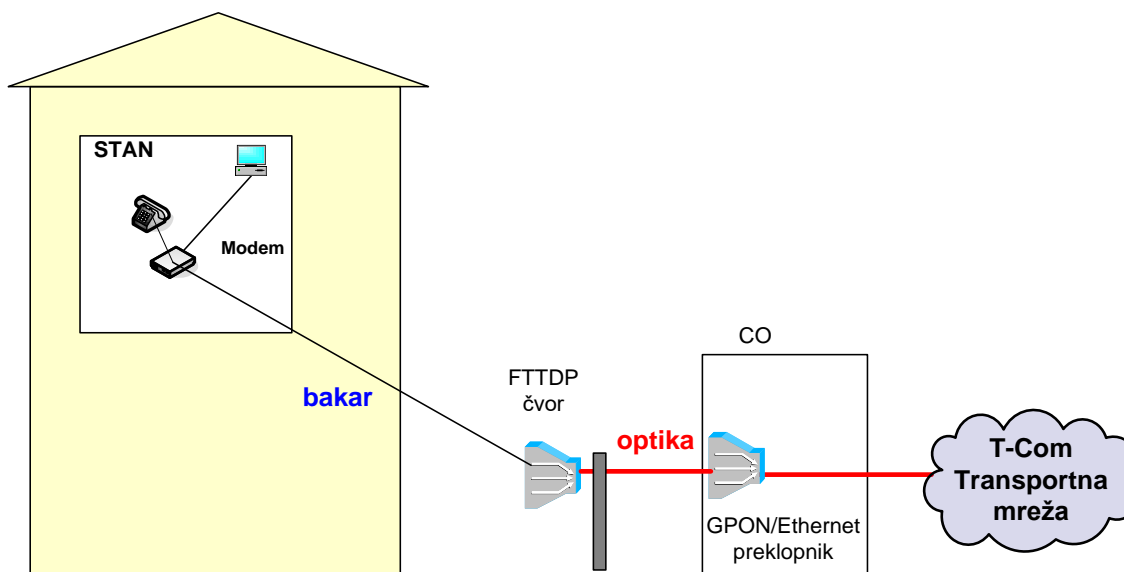 STAN
Modem
bakar
FTTDP
čvor
optika
CO
GPON/Ethernet
preklopnik
T-Com
Transportna
mreža